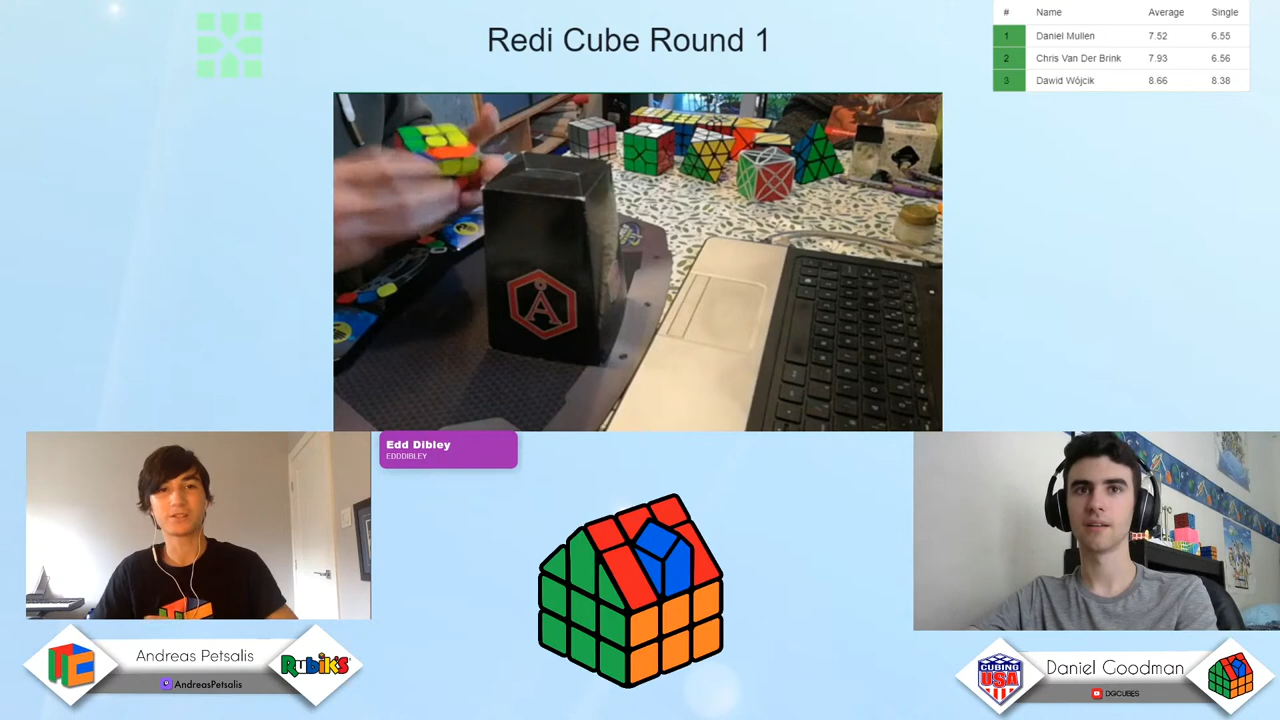 Redi Cube Round 1
# Name Average Single
1 Daniel Mullen 7.52 6.55
2 Chris Van Der Brink 7.93 6.56
3 Dawid Wójcik 8.66 8.38
Å
Edd Dibley
EDDDIBLEY
Andreas Petsalis
AndreasPetsalis
RUBIK'S
CUBING
USA
Daniel Goodman
DGCUBES